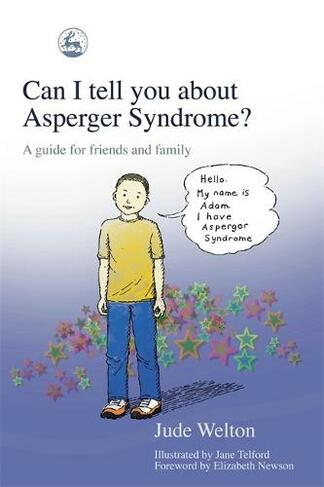 Can I tell you about
Asperger Syndrome?
A guide for friends and family
Hello.
My name is
Adam
I have
Asperger
Syndrome
Jude Welton
Illustrated by Jane Telford
Foreword by Elizabeth Newson